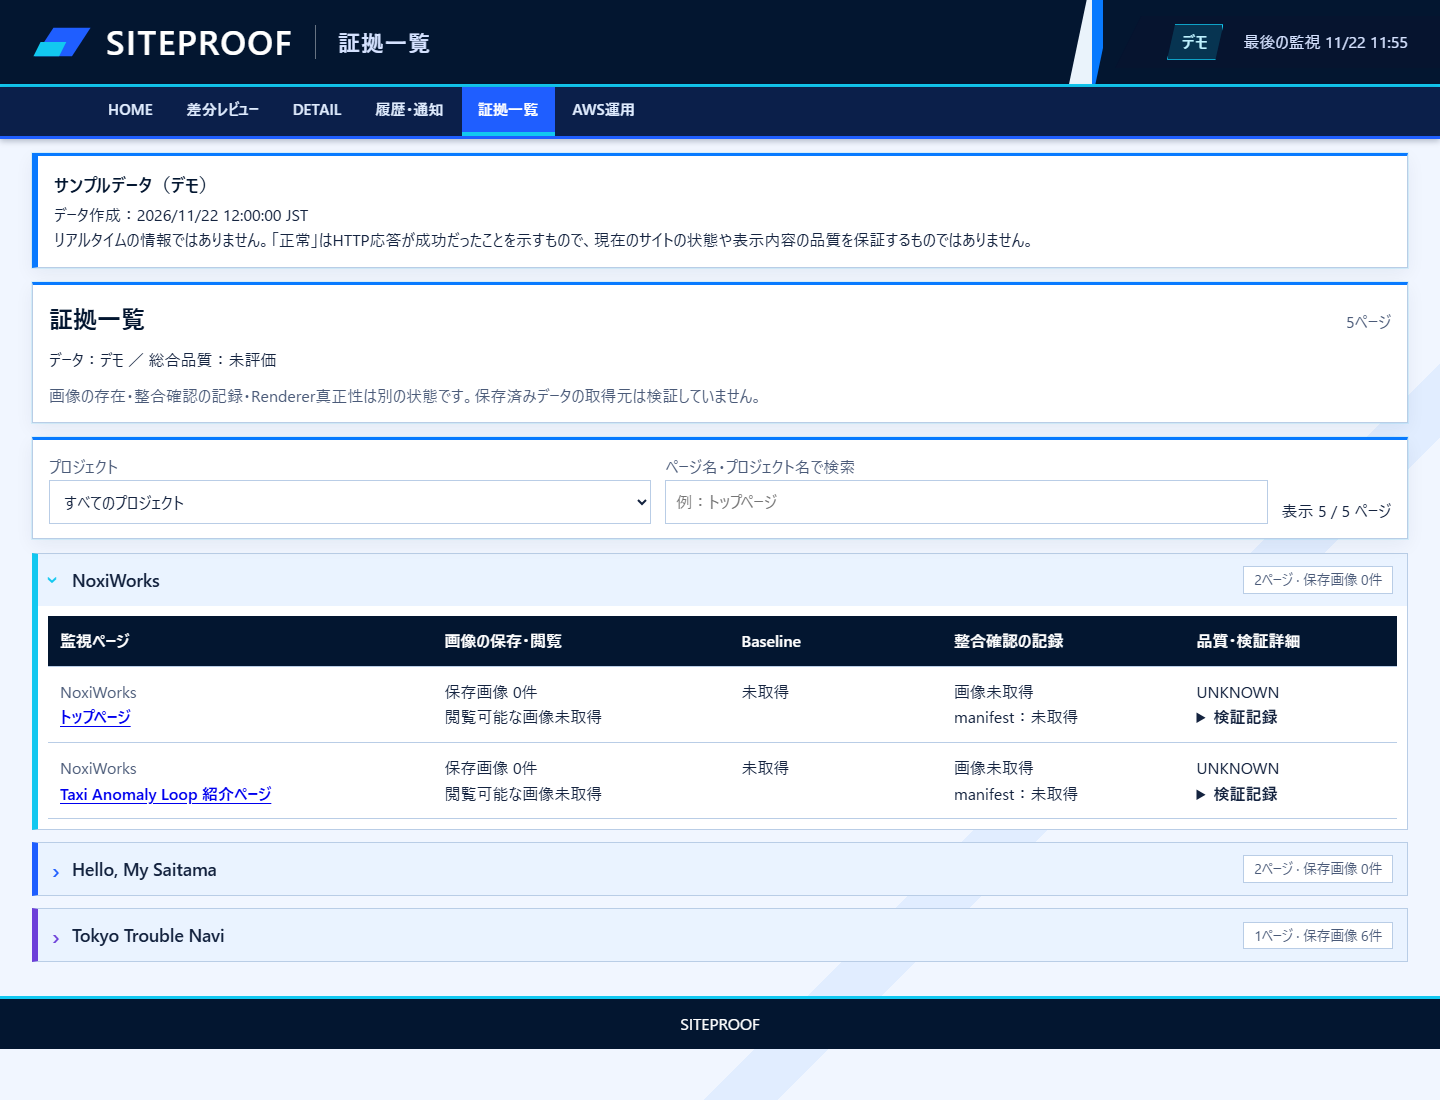 SITEPROOF
証拠一覧
デモ
最後の監視 11/22 11:55
HOME 差分レビュー DETAIL 履歴・通知 証拠一覧 AWS運用
サンプルデータ（デモ）
データ作成：2026/11/22 12:00:00 JST
リアルタイムの情報ではありません。「正常」はHTTP応答が成功だったことを示すもので、現在のサイトの状態や表示内容の品質を保証するものではありません。
証拠一覧
5ページ
データ：デモ ／ 総合品質：未評価
画像の存在・整合確認の記録・Renderer真正性は別の状態です。保存済みデータの取得元は検証していません。
プロジェクト
すべてのプロジェクト
ページ名・プロジェクト名で検索
例：トップページ
表示 5 / 5 ページ
NoxiWorks
2ページ · 保存画像 0件
監視ページ 画像の保存・閲覧 Baseline 整合確認の記録 品質・検証詳細
NoxiWorks 保存画像 0件 未取得 画像未取得 UNKNOWN
トップページ 閲覧可能な画像未取得 manifest：未取得 ▶ 検証記録
NoxiWorks 保存画像 0件 未取得 画像未取得 UNKNOWN
Taxi Anomaly Loop 紹介ページ 閲覧可能な画像未取得 manifest：未取得 ▶ 検証記録
Hello, My Saitama
2ページ · 保存画像 0件
Tokyo Trouble Navi
1ページ · 保存画像 6件
SITEPROOF